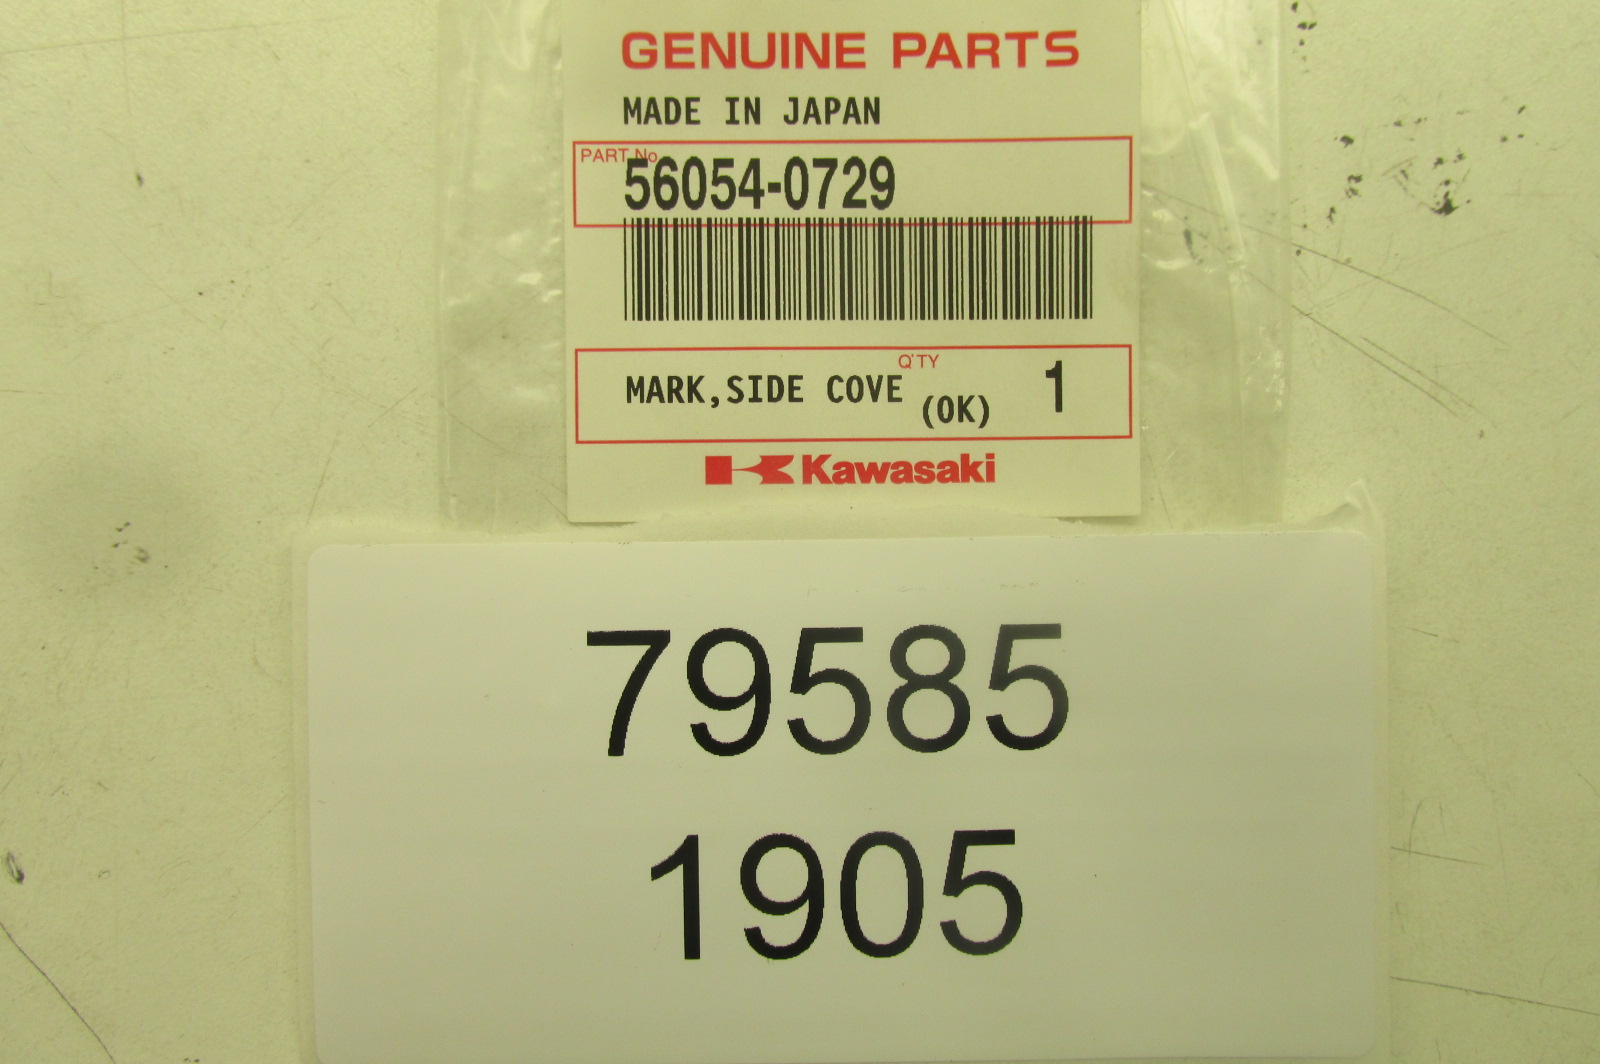 GENUINE PARTS
MADE IN JAPAN
PART No
56054-0729
Q'TY
MARK,SIDE COVE (OK) 1
Kawasaki
79585
1905